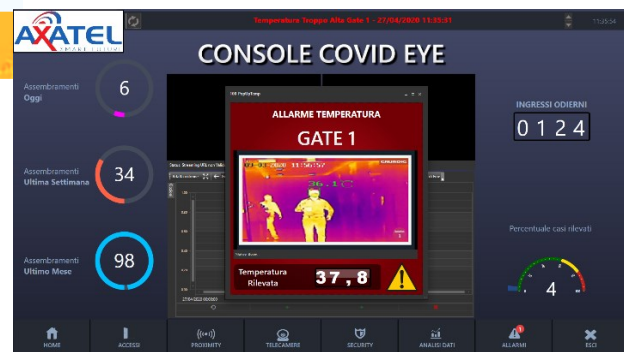 AXATEL
Temperatura Troppo Alta Gate 1 - 27/04/2020 11:35:31
11:35:54
CONSOLE COVID EYE
Assembramenti
Oggi
6
ALLARME TEMPERATURA
GATE 1
INGRESSI ODIERNI
0124
36.1
Assembramenti
Ultima Settimana
34
Percentuale casi rilevati
4
Assembramenti
Ultimo Mese
98
Temperatura
Rilevata
37,8
HOME
ACCESSI
PROXIMITY
TELECAMERE
SECURITY
ANALISI DATI
ALLARMI
ESCI